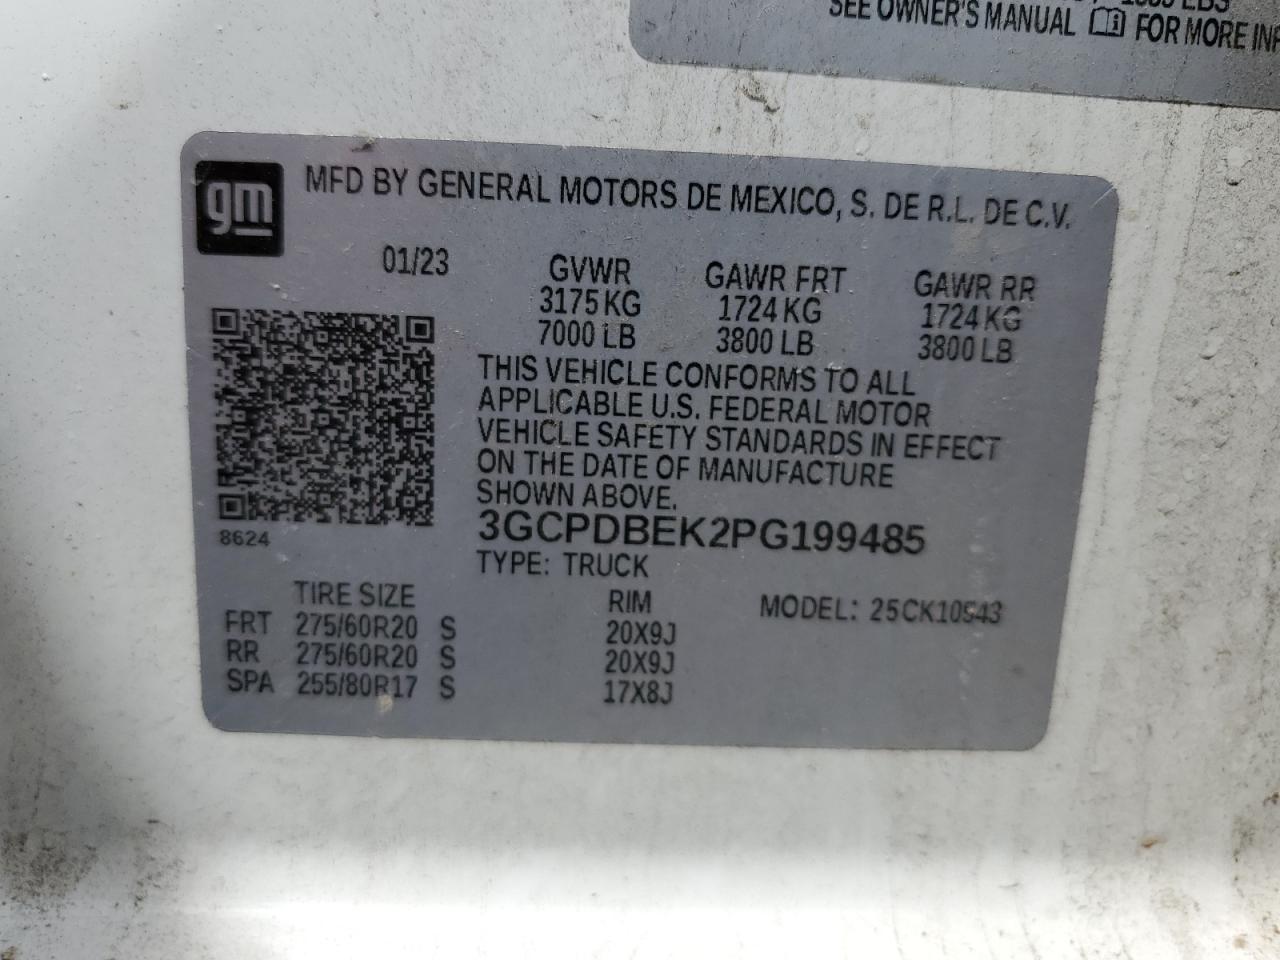 LBS
SEE OWNER'S MANUAL FOR MORE
gm
MFD BY GENERAL MOTORS DE MEXICO, S. DE R.L. DE C.V.
01/23 GVWR GAWR FRT GAWR RR
3175 KG 1724 KG 1724 KG
7000 LB 3800 LB 3800 LB
THIS VEHICLE CONFORMS TO ALL
APPLICABLE U.S. FEDERAL MOTOR
VEHICLE SAFETY STANDARDS IN EFFECT
ON THE DATE OF MANUFACTURE
SHOWN ABOVE.
3GCPDBEK2PG199485
8624
TYPE: TRUCK
TIRE SIZE RIM MODEL: 25CK10543
FRT 275/60R20 S 20X9J
RR 275/60R20 S 20X9J
SPA 255/80R17 S 17X8J